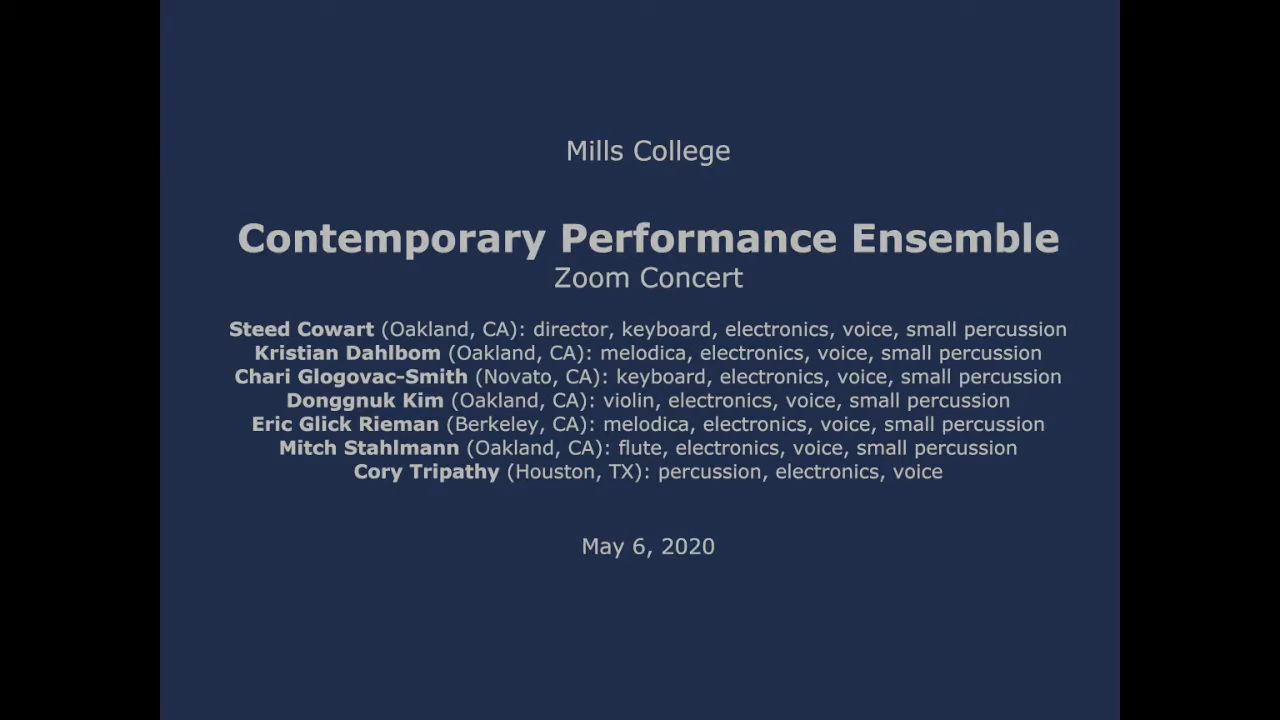 Mills College
Contemporary Performance Ensemble
Zoom Concert
Steed Cowart (Oakland, CA): director, keyboard, electronics, voice, small percussion
Kristian Dahlbom (Oakland, CA): melodica, electronics, voice, small percussion
Chari Glogovac-Smith (Novato, CA): keyboard, electronics, voice, small percussion
Donggnuk Kim (Oakland, CA): violin, electronics, voice, small percussion
Eric Glick Rieman (Berkeley, CA): melodica, electronics, voice, small percussion
Mitch Stahlmann (Oakland, CA): flute, electronics, voice, small percussion
Cory Tripathy (Houston, TX): percussion, electronics, voice
May 6, 2020